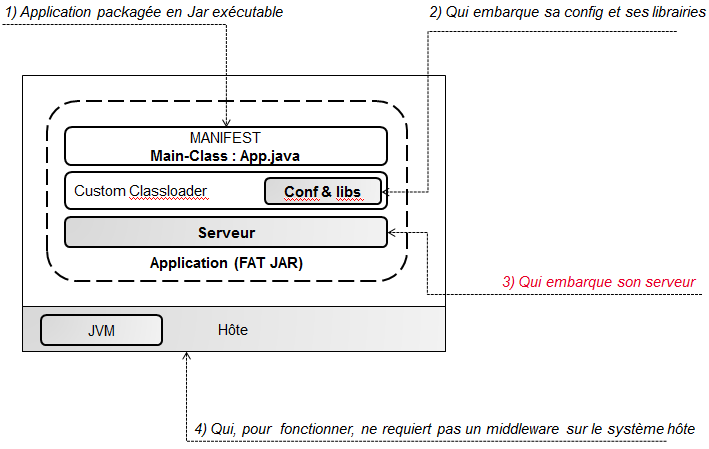 1) Application packagée en Jar exécutable
2) Qui embarque sa config et ses librairies
MANIFEST
Main-Class : App.java
Custom Classloader
Conf & libs
Serveur
Application (FAT JAR)
3) Qui embarque son serveur
JVM
Hôte
4) Qui, pour fonctionner, ne requiert pas un middleware sur le système hôte